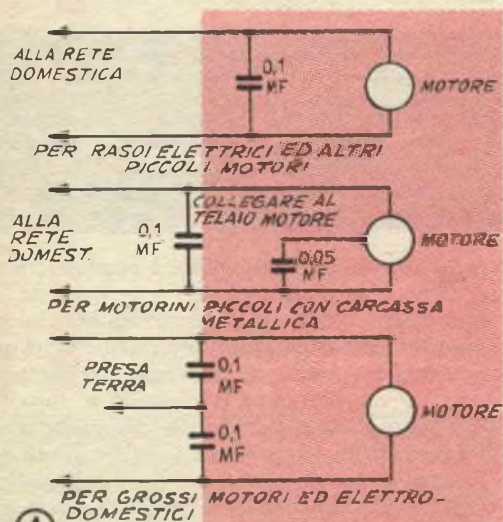 ALLA RETE
DOMESTICA
0,1
MF
MOTORE
PER RASOI ELETTRICI ED ALTRI
PICCOLI MOTORI
ALLA
RETE
DOMEST.
0,1
MF
COLLEGARE AL
TELAIO MOTORE
0,05
MF
MOTORE
PER MOTORINI PICCOLI CON CARCASSA
METALLICA
PRESA
TERRA
0,1
MF
0,1
MF
MOTORE
PER GROSSI MOTORI ED ELETTRO-
DOMESTICI
A